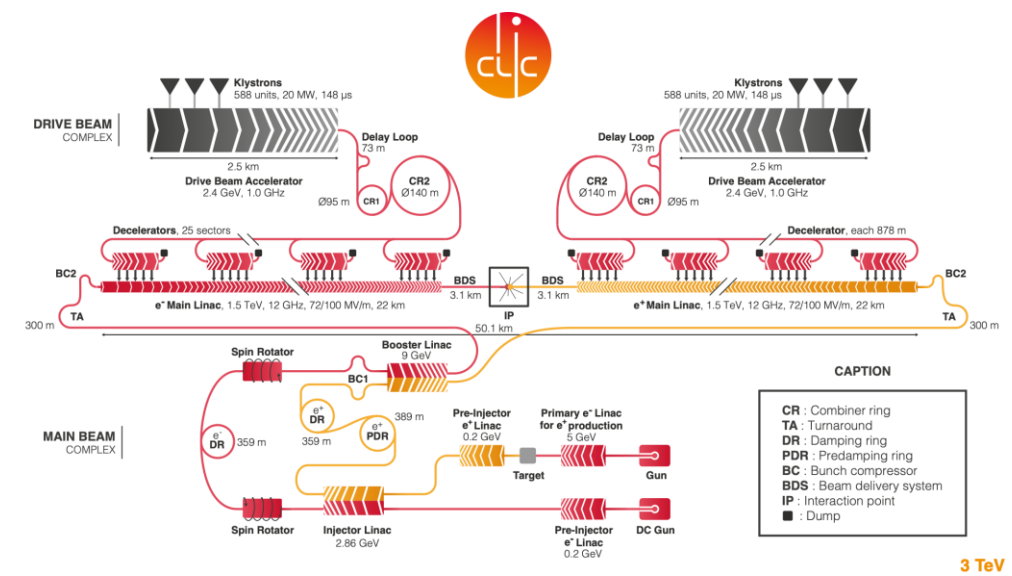 clic
Klystrons
588 units, 20 MW, 148 µs
Klystrons
588 units, 20 MW, 148 µs
DRIVE BEAM
COMPLEX
Delay Loop
73 m
Delay Loop
73 m
2.5 km
2.5 km
Drive Beam Accelerator
2.4 GeV, 1.0 GHz
CR2
Ø140 m
CR1
Ø95 m
CR2
Ø140 m
CR1
Ø95 m
Drive Beam Accelerator
2.4 GeV, 1.0 GHz
Decelerators, 25 sectors
Decelerator, each 878 m
BC2
BDS
3.1 km
BDS
3.1 km
BC2
e⁻ Main Linac, 1.5 TeV, 12 GHz, 72/100 MV/m, 22 km
IP
e⁺ Main Linac, 1.5 TeV, 12 GHz, 72/100 MV/m, 22 km
TA
300 m
TA
300 m
50.1 km
Booster Linac
9 GeV
Spin Rotator
BC1
CAPTION
CR : Combiner ring
TA : Turnaround
DR : Damping ring
PDR : Predamping ring
BC : Bunch compressor
BDS : Beam delivery system
IP : Interaction point
: Dump
MAIN BEAM
COMPLEX
e⁻
DR
359 m
e⁺
DR
359 m
e⁺
PDR
389 m
Pre-Injector
e⁺ Linac
0.2 GeV
Primary e⁻ Linac
for e⁺ production
5 GeV
Target
Gun
Spin Rotator
Injector Linac
2.86 GeV
Pre-Injector
e⁻ Linac
0.2 GeV
DC Gun
3 TeV